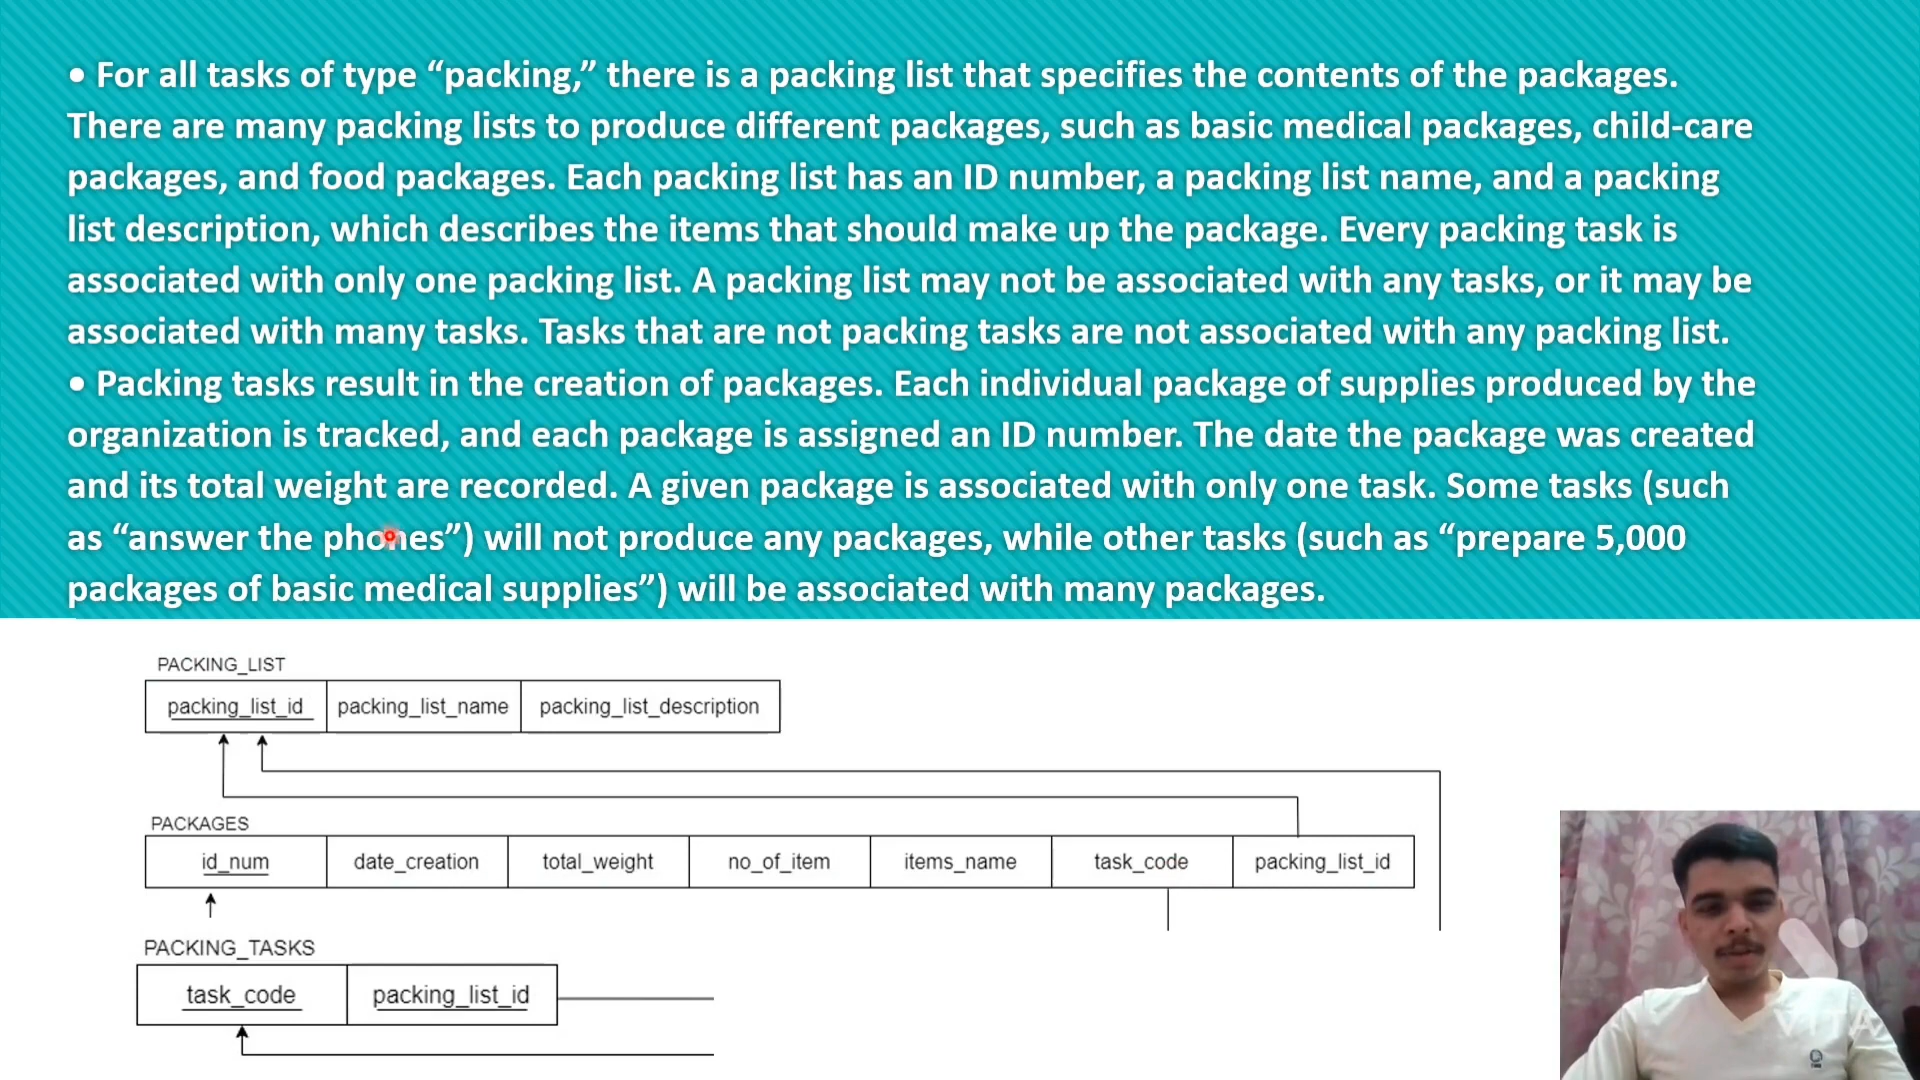 • For all tasks of type “packing,” there is a packing list that specifies the contents of the packages.
There are many packing lists to produce different packages, such as basic medical packages, child-care
packages, and food packages. Each packing list has an ID number, a packing list name, and a packing
list description, which describes the items that should make up the package. Every packing task is
associated with only one packing list. A packing list may not be associated with any tasks, or it may be
associated with many tasks. Tasks that are not packing tasks are not associated with any packing list.
• Packing tasks result in the creation of packages. Each individual package of supplies produced by the
organization is tracked, and each package is assigned an ID number. The date the package was created
and its total weight are recorded. A given package is associated with only one task. Some tasks (such
as “answer the phones”) will not produce any packages, while other tasks (such as “prepare 5,000
packages of basic medical supplies”) will be associated with many packages.
PACKING_LIST
packing_list_id packing_list_name packing_list_description
PACKAGES
id_num date_creation total_weight no_of_item items_name task_code packing_list_id
PACKING_TASKS
task_code packing_list_id
VITA